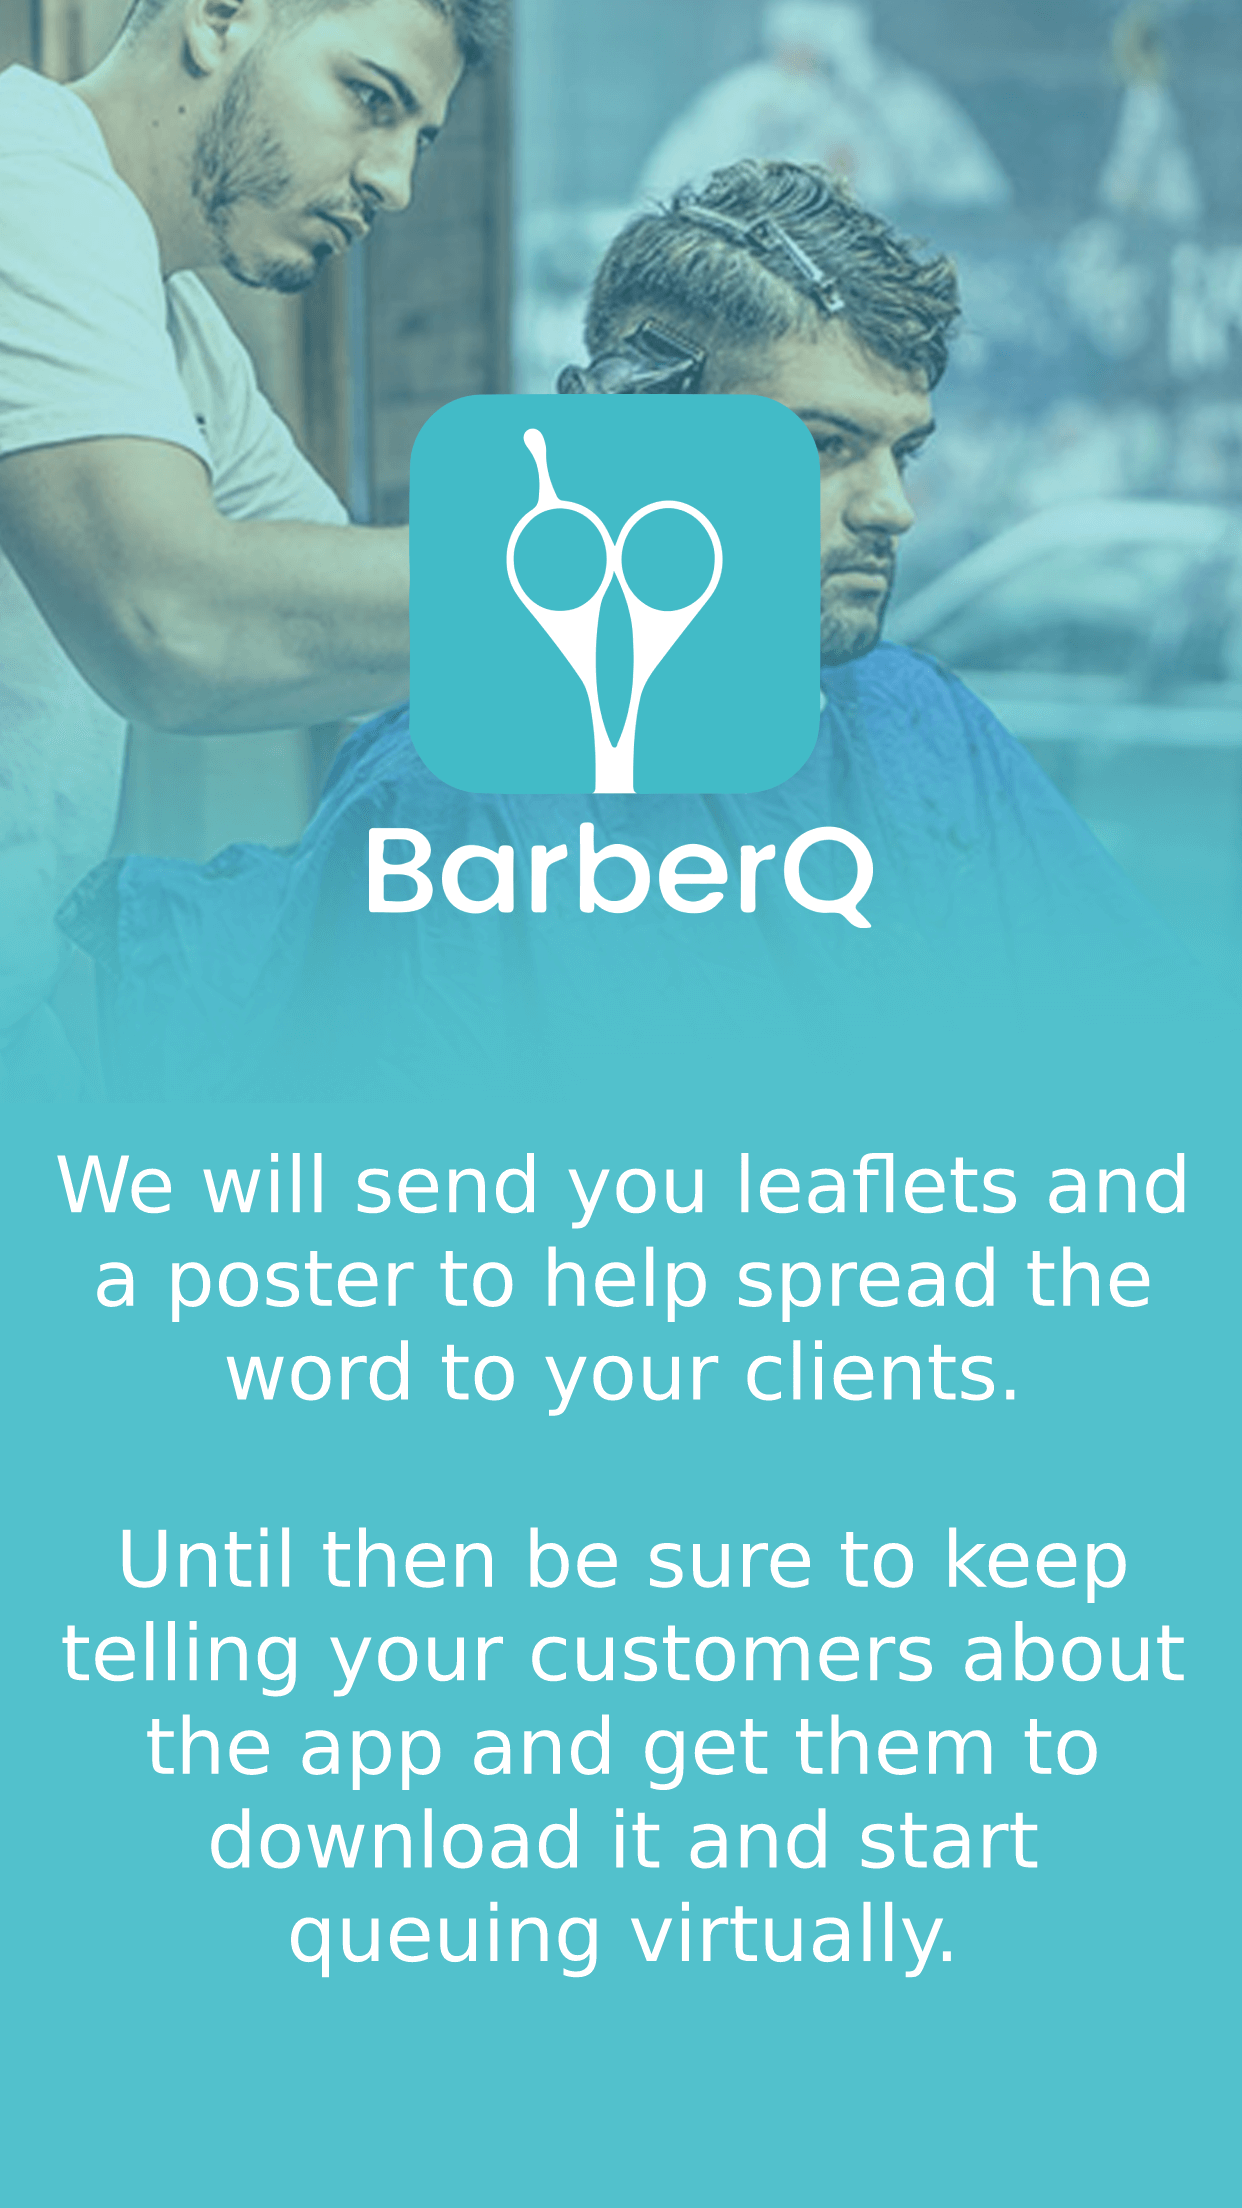 BarberQ
We will send you leaflets and
a poster to help spread the
word to your clients.
Until then be sure to keep
telling your customers about
the app and get them to
download it and start
queuing virtually.